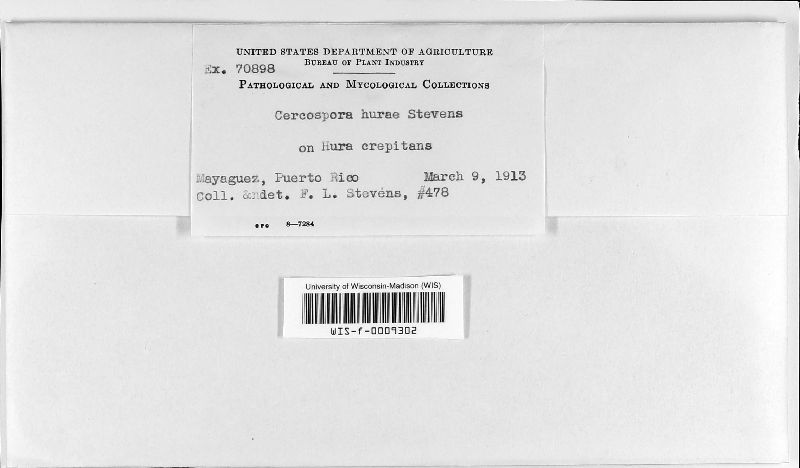 UNITED STATES DEPARTMENT OF AGRICULTURE
BUREAU OF PLANT INDUSTRY
Ex. 70898
PATHOLOGICAL AND MYCOLOGICAL COLLECTIONS
Cercospora hurae Stevens
on Hura crepitans
Mayaguez, Puerto Rico March 9, 1913
Coll. &det. F. L. Stevens, #478
GPO 8—7284
University of Wisconsin-Madison (WIS)
WIS-f-0009302